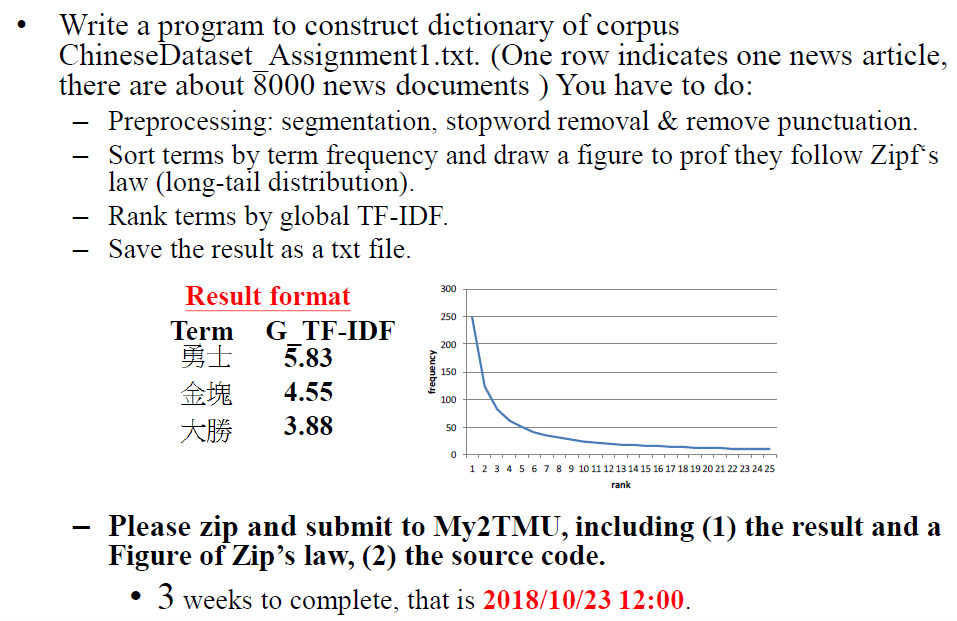 • Write a program to construct dictionary of corpus
ChineseDataset_Assignment1.txt. (One row indicates one news article,
there are about 8000 news documents ) You have to do:
– Preprocessing: segmentation, stopword removal & remove punctuation.
– Sort terms by term frequency and draw a figure to prof they follow Zipf‘s
law (long-tail distribution).
– Rank terms by global TF-IDF.
– Save the result as a txt file.
Result format
Term G_TF-IDF
勇士 5.83
金塊 4.55
大勝 3.88
300
250
200
150
100
50
0
frequency
1 2 3 4 5 6 7 8 9 10 11 12 13 14 15 16 17 18 19 20 21 22 23 24 25
rank
– Please zip and submit to My2TMU, including (1) the result and a
Figure of Zip’s law, (2) the source code.
• 3 weeks to complete, that is 2018/10/23 12:00.